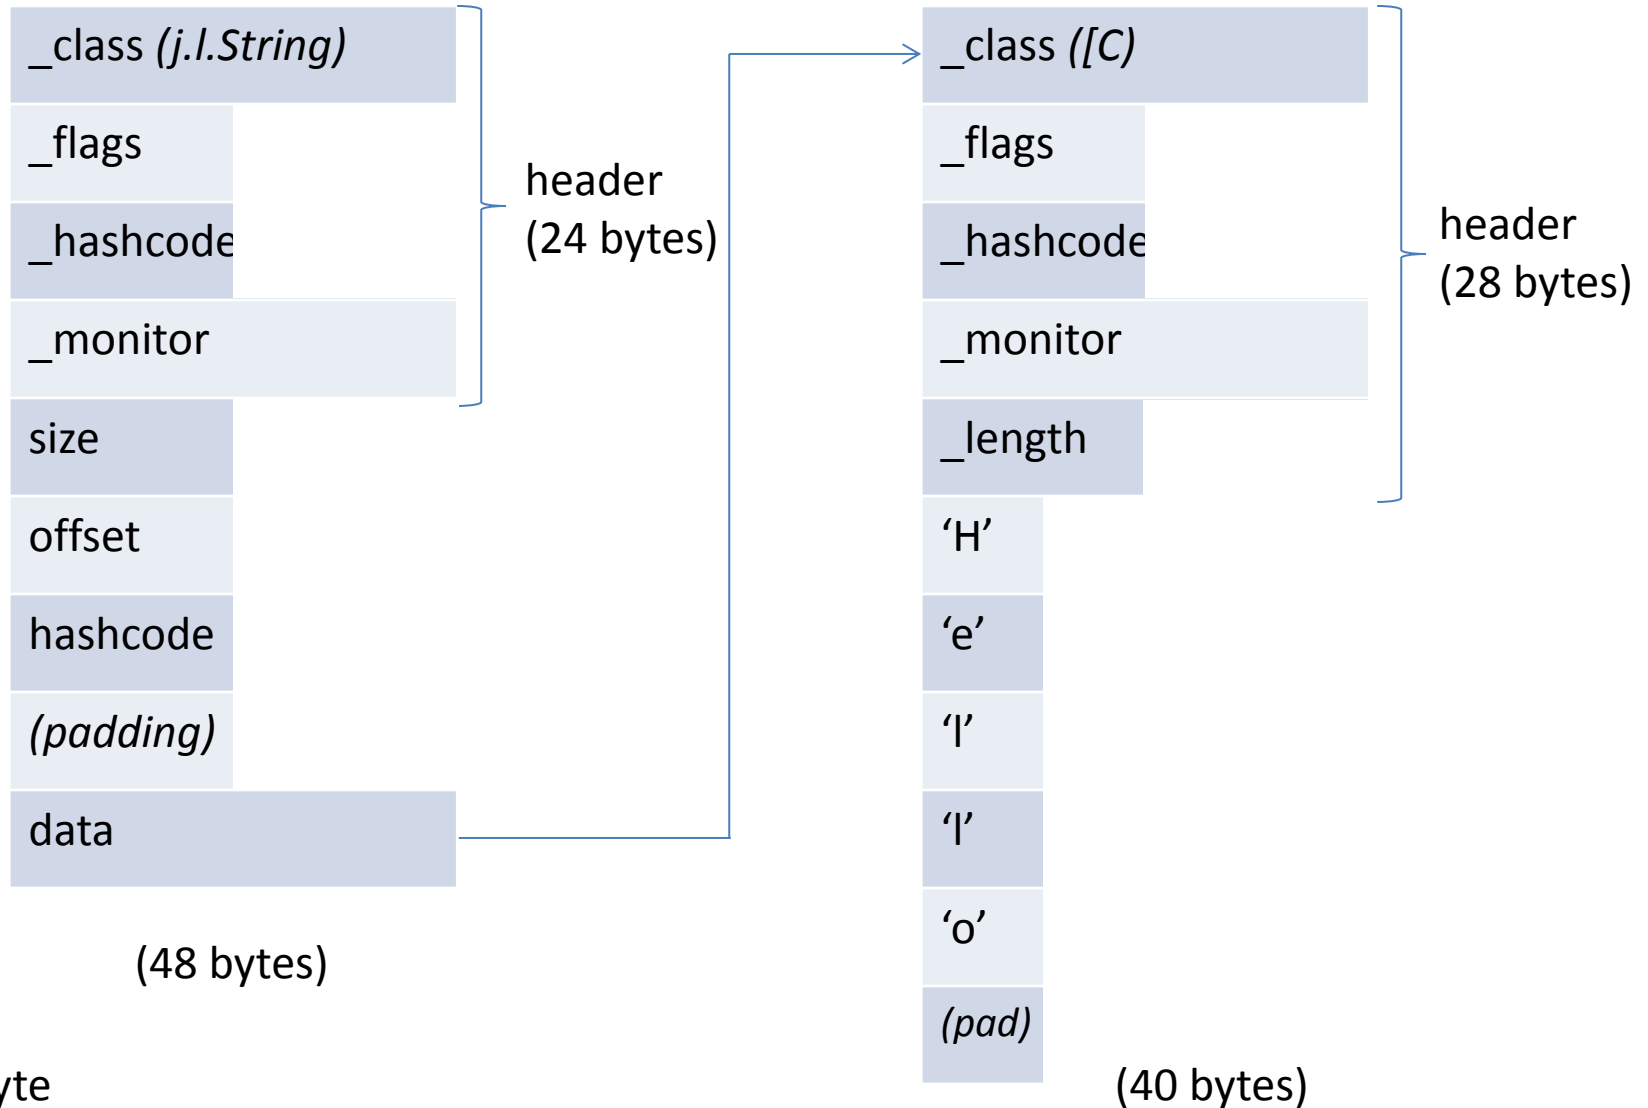 _class (j.l.String)
_flags
_hashcode
_monitor
size
offset
hashcode
(padding)
data
header
(24 bytes)
(48 bytes)
_class ([C)
_flags
_hashcode
_monitor
_length
‘H’
‘e’
‘l’
‘l’
‘o’
(pad)
header
(28 bytes)
(40 bytes)
yte